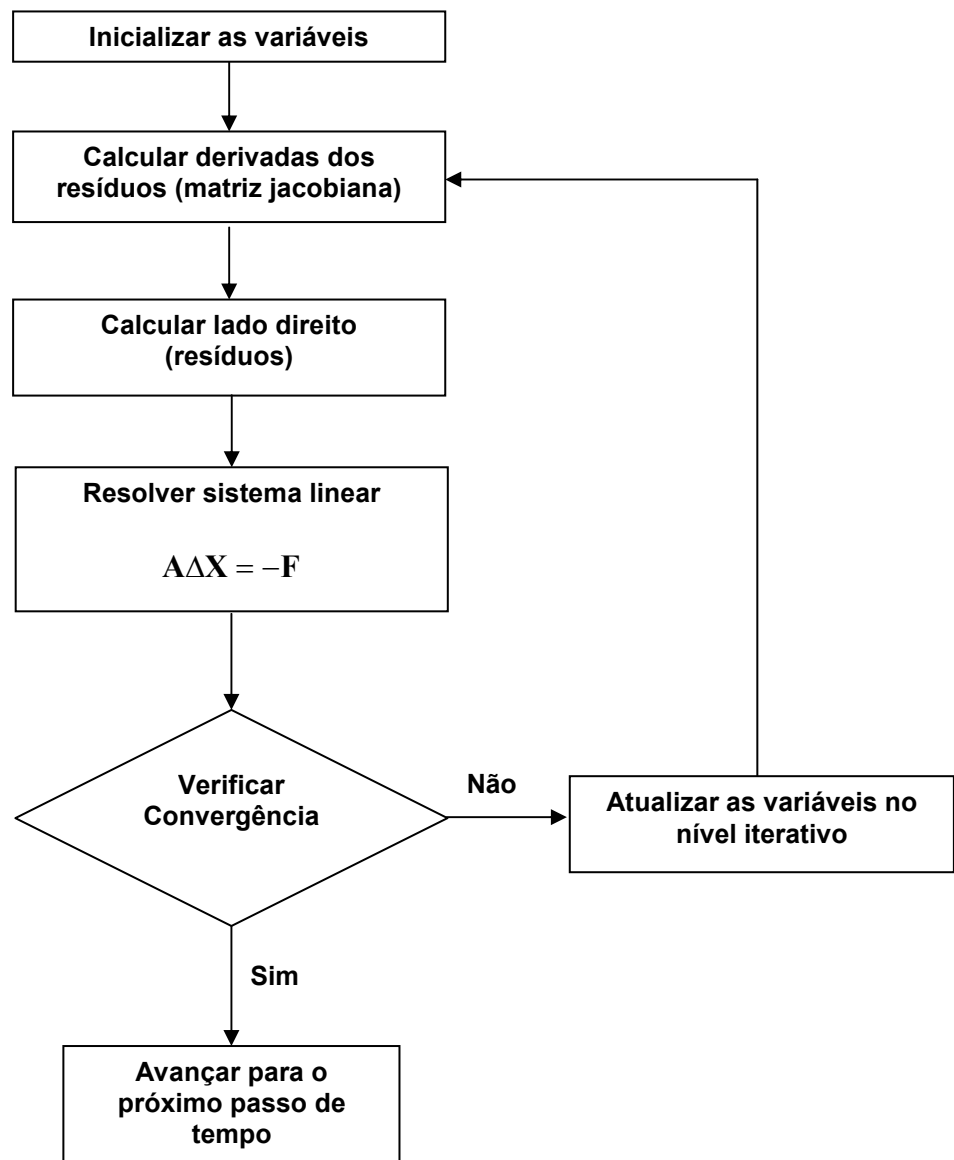 Inicializar as variáveis
Calcular derivadas dos
resíduos (matriz jacobiana)
Calcular lado direito
(resíduos)
Resolver sistema linear
AΔX = −F
Verificar
Convergência
Não
Atualizar as variáveis no
nível iterativo
Sim
Avançar para o
próximo passo de
tempo